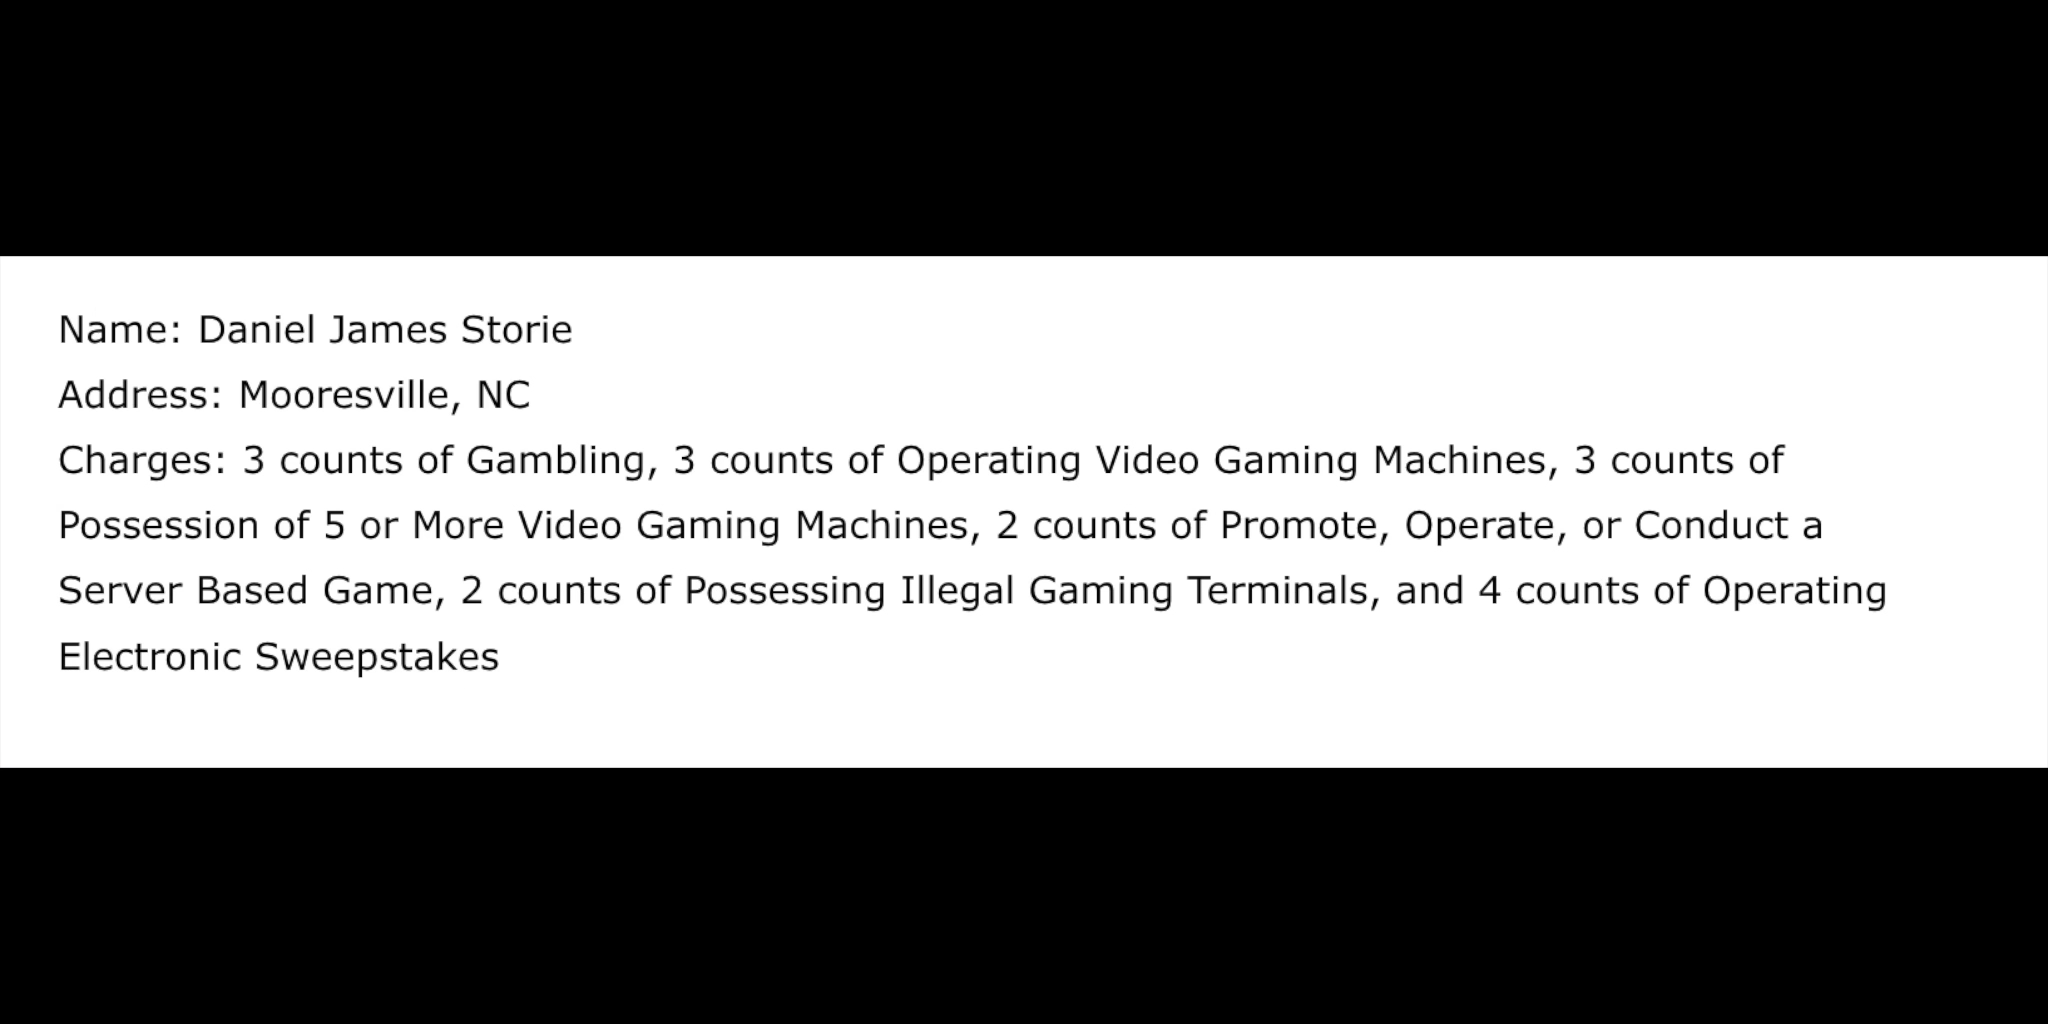 Name: Daniel James Storie
Address: Mooresville, NC
Charges: 3 counts of Gambling, 3 counts of Operating Video Gaming Machines, 3 counts of
Possession of 5 or More Video Gaming Machines, 2 counts of Promote, Operate, or Conduct a
Server Based Game, 2 counts of Possessing Illegal Gaming Terminals, and 4 counts of Operating
Electronic Sweepstakes